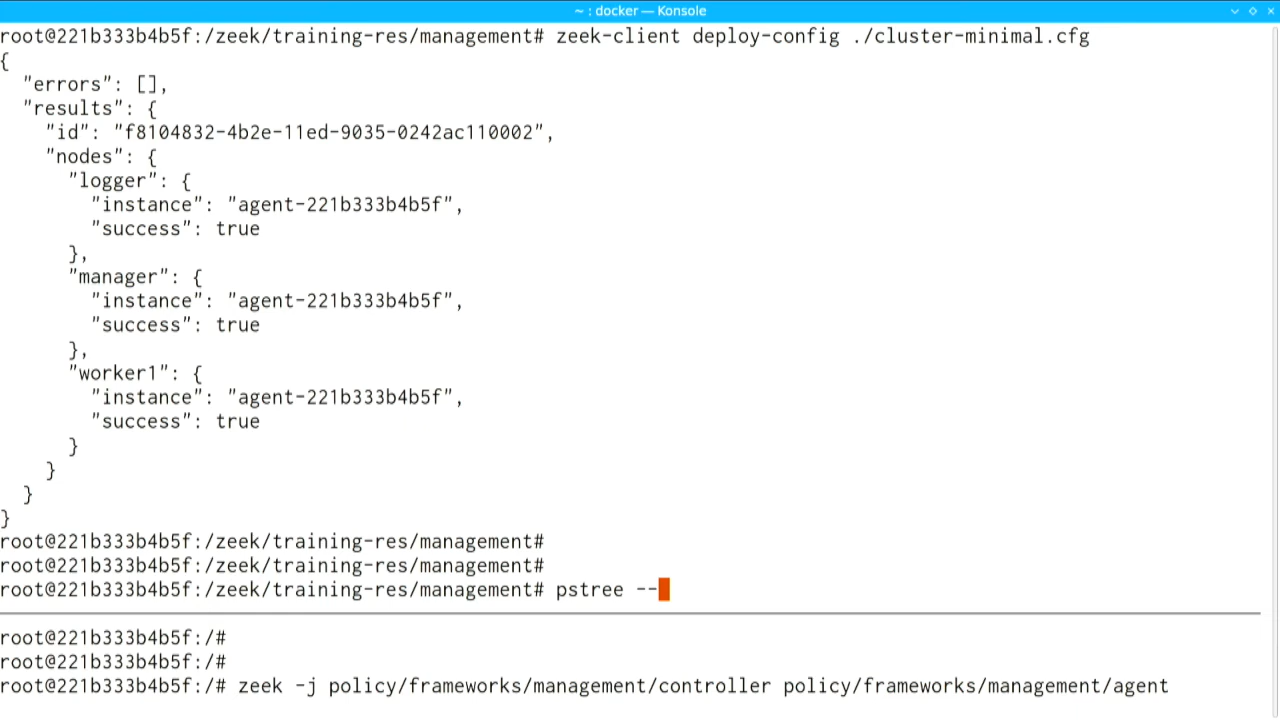 ~ : docker — Konsole
root@221b333b4b5f:/zeek/training-res/management# zeek-client deploy-config ./cluster-minimal.cfg
{
  "errors": [],
  "results": {
    "id": "f8104832-4b2e-11ed-9035-0242ac110002",
    "nodes": {
      "logger": {
        "instance": "agent-221b333b4b5f",
        "success": true
      },
      "manager": {
        "instance": "agent-221b333b4b5f",
        "success": true
      },
      "worker1": {
        "instance": "agent-221b333b4b5f",
        "success": true
      }
    }
  }
}
root@221b333b4b5f:/zeek/training-res/management#
root@221b333b4b5f:/zeek/training-res/management#
root@221b333b4b5f:/zeek/training-res/management# pstree --
root@221b333b4b5f:/#
root@221b333b4b5f:/#
root@221b333b4b5f:/# zeek -j policy/frameworks/management/controller policy/frameworks/management/agent